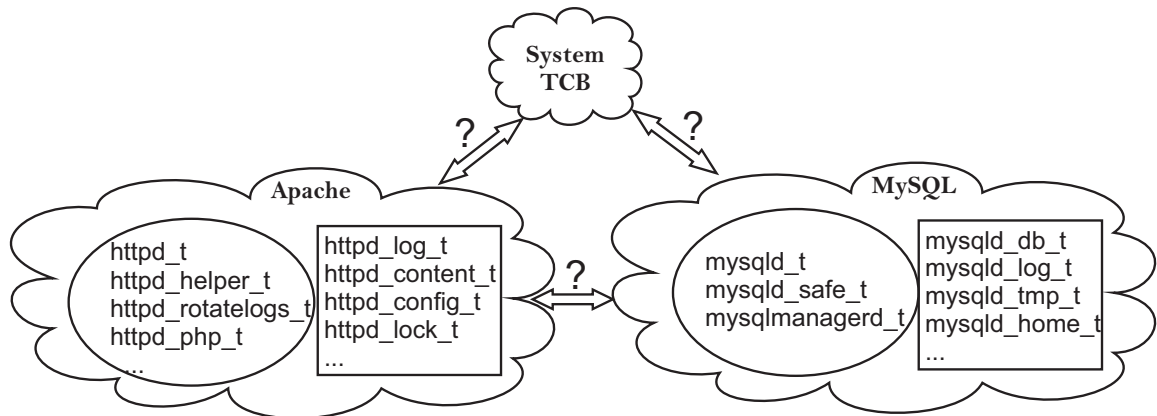 System
TCB
?
?
Apache
httpd_t
httpd_helper_t
httpd_rotatelogs_t
httpd_php_t
...
httpd_log_t
httpd_content_t
httpd_config_t
httpd_lock_t
...
?
MySQL
mysqld_t
mysqld_safe_t
mysqlmanagerd_t
mysqld_db_t
mysqld_log_t
mysqld_tmp_t
mysqld_home_t
...